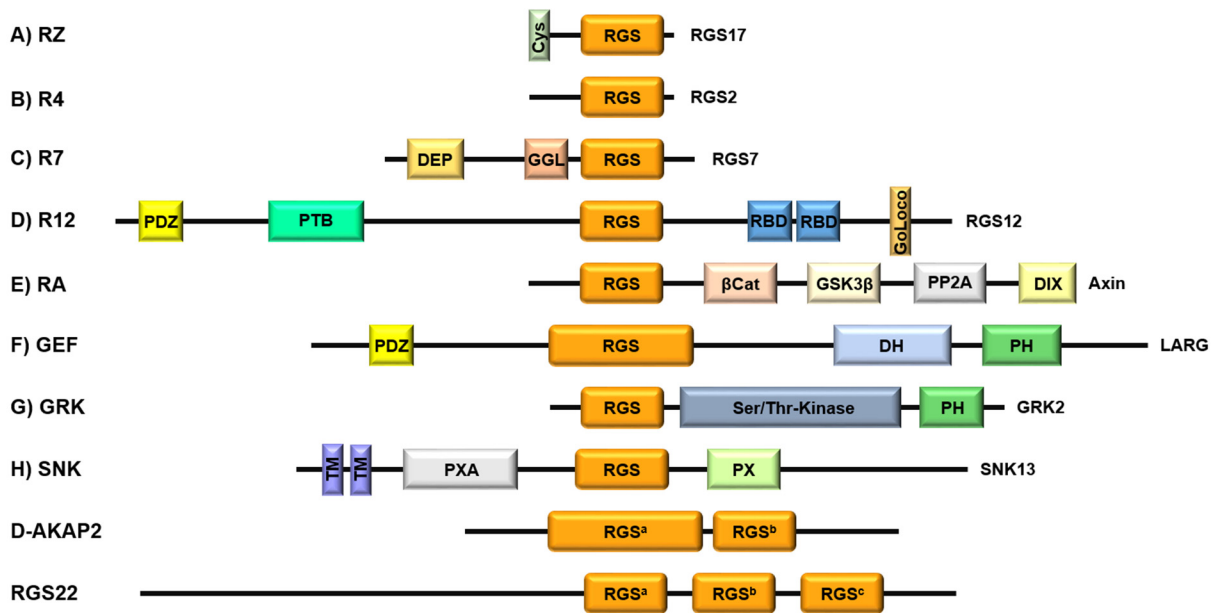 A) RZ Cys RGS RGS17
B) R4 RGS RGS2
C) R7 DEP GGL RGS RGS7
D) R12 PDZ PTB RGS RBD RBD GoLoco RGS12
E) RA RGS βCat GSK3β PP2A DIX Axin
F) GEF PDZ RGS DH PH LARG
G) GRK RGS Ser/Thr-Kinase PH GRK2
H) SNK TM TM PXA RGS PX SNK13
D-AKAP2 RGSᵃ RGSᵇ
RGS22 RGSᵃ RGSᵇ RGSᶜ